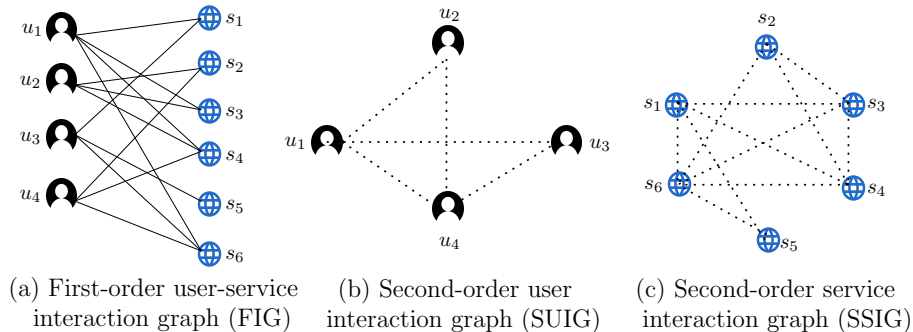 u1
u2
u3
u4
s1
s2
s3
s4
s5
s6
u2
u1
u3
u4
s2
s1
s3
s6
s4
s5
(a) First-order user-service
interaction graph (FIG)
(b) Second-order user
interaction graph (SUIG)
(c) Second-order service
interaction graph (SSIG)